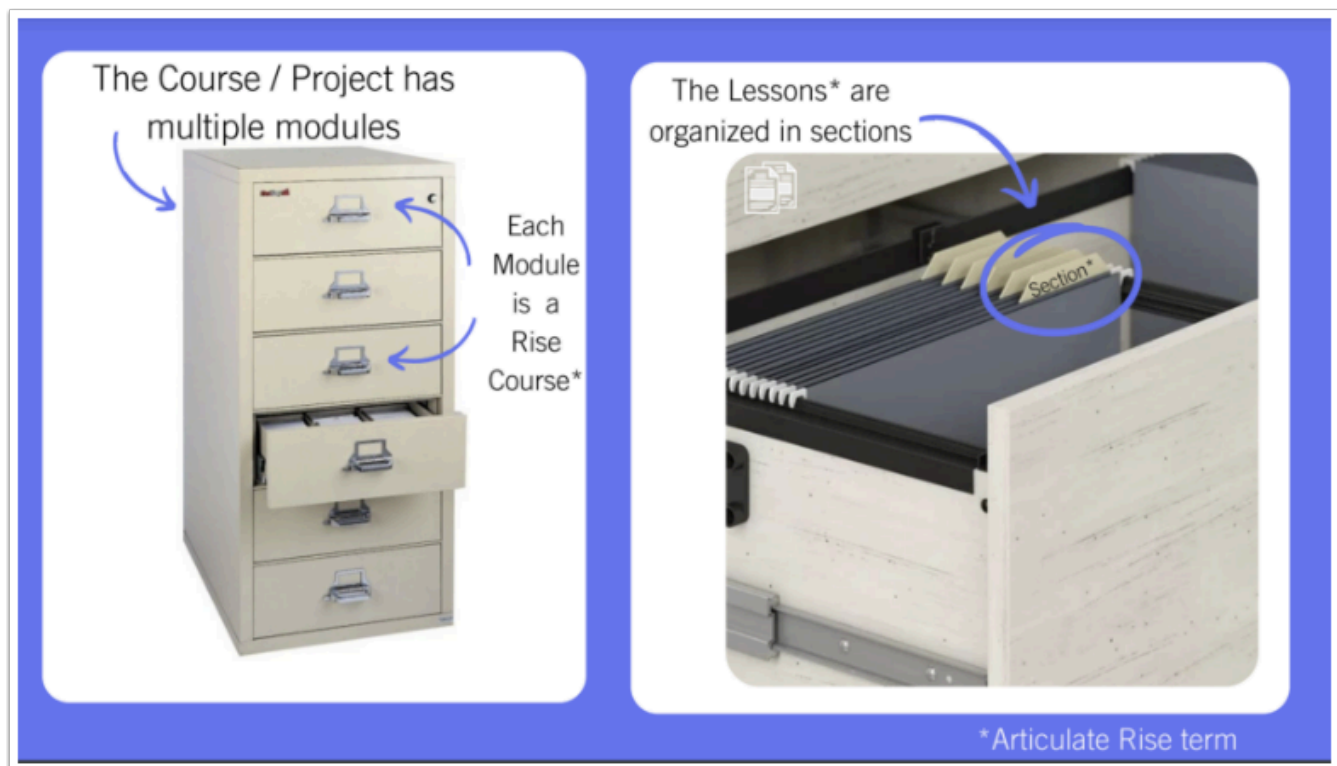 The Course / Project has
multiple modules
Each
Module
is a
Rise
Course*
The Lessons* are
organized in sections
Section*
*Articulate Rise term